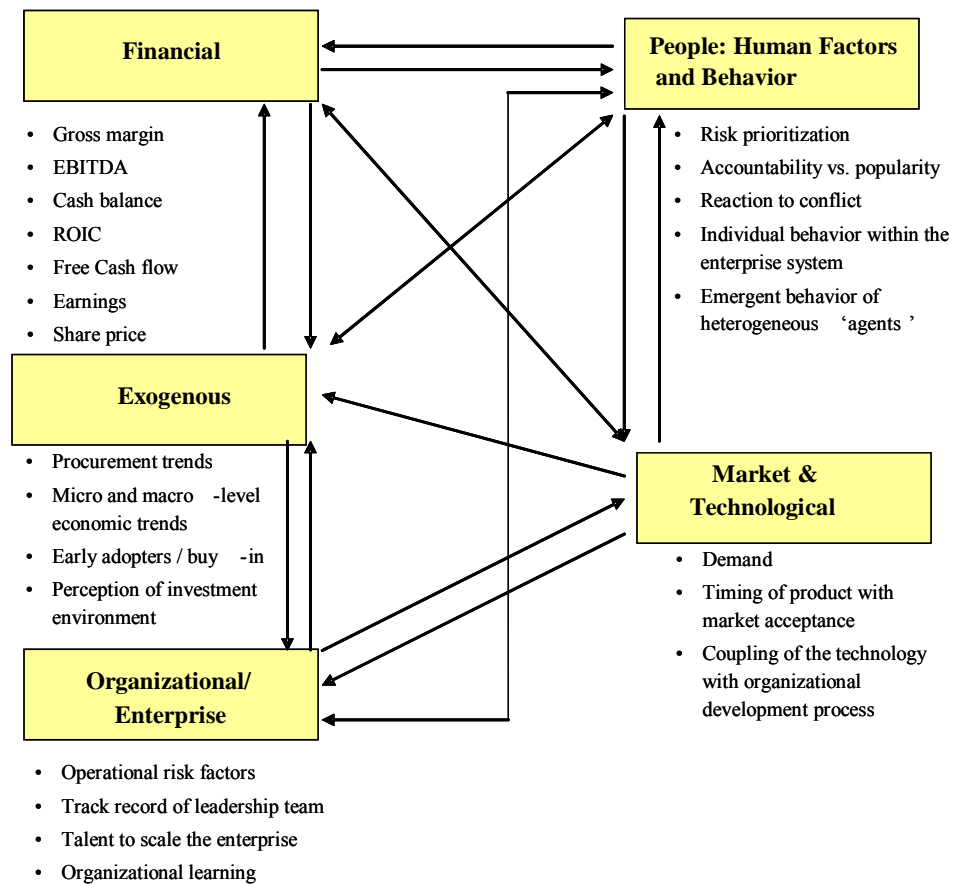 Financial
• Gross margin
• EBITDA
• Cash balance
• ROIC
• Free Cash flow
• Earnings
• Share price
People: Human Factors
and Behavior
• Risk prioritization
• Accountability vs. popularity
• Reaction to conflict
• Individual behavior within the
enterprise system
• Emergent behavior of
heterogeneous ‘agents ’
Exogenous
• Procurement trends
• Micro and macro -level
economic trends
• Early adopters / buy -in
• Perception of investment
environment
Market &
Technological
• Demand
• Timing of product with
market acceptance
• Coupling of the technology
with organizational
development process
Organizational/
Enterprise
• Operational risk factors
• Track record of leadership team
• Talent to scale the enterprise
• Organizational learning